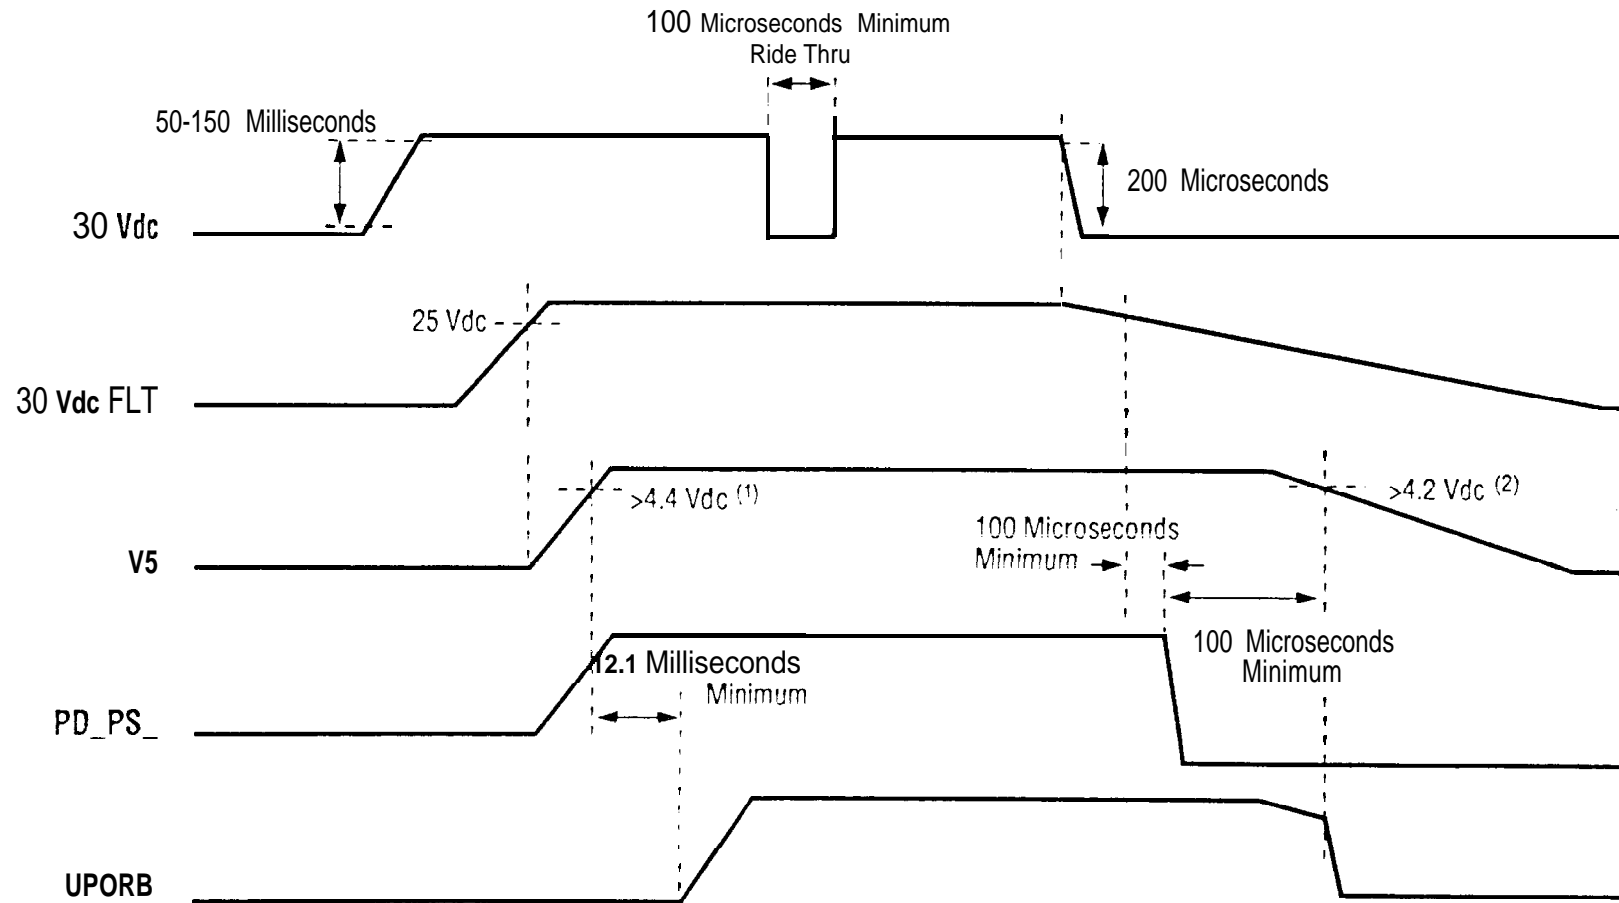 100 Microseconds Minimum
Ride Thru
50-150 Milliseconds
200 Microseconds
30 Vdc
25 Vdc
30 Vdc FLT
>4.4 Vdc (1)
>4.2 Vdc (2)
100 Microseconds
Minimum
V5
100 Microseconds
Minimum
12.1 Milliseconds
Minimum
PD_PS_
UPORB